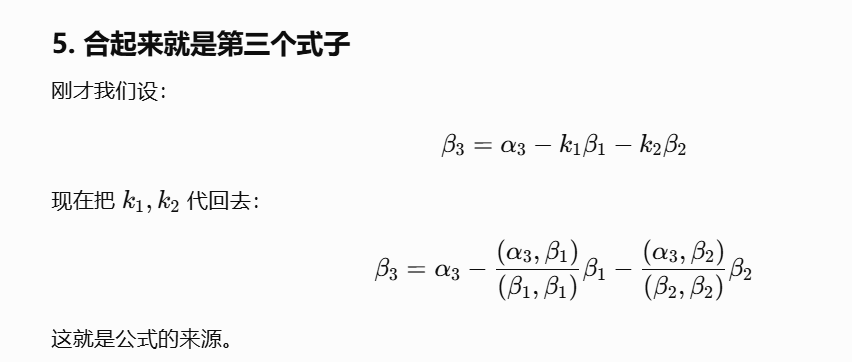 5. 合起来就是第三个式子
刚才我们设：
β₃ = α₃ − k₁β₁ − k₂β₂
现在把 k₁, k₂ 代回去：
β₃ = α₃ − \frac{(α₃, β₁)}{(β₁, β₁)}β₁ − \frac{(α₃, β₂)}{(β₂, β₂)}β₂
这就是公式的来源。